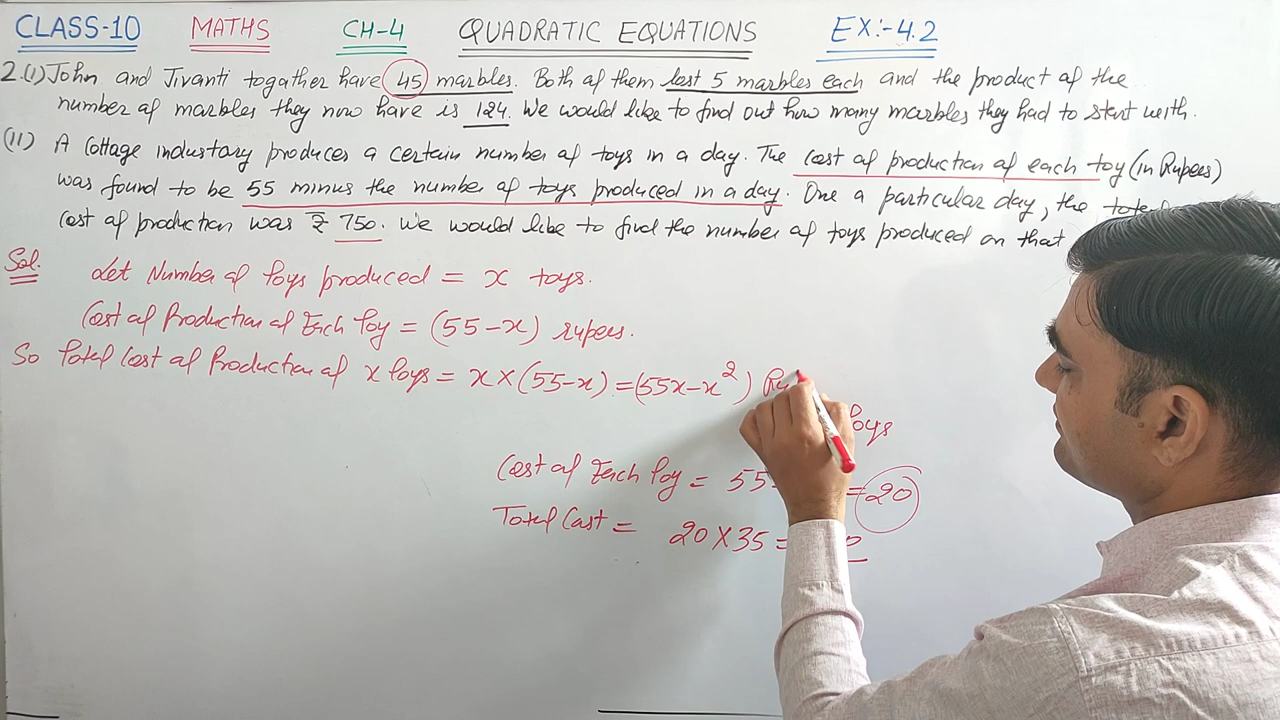 CLASS-10 MATHS CH-4 QUADRATIC EQUATIONS EX:-4.2
2.(I) John and Jivanti togather have 45 marbles. Both of them lost 5 marbles each and the product of the
number of marbles they now have is 124. We would like to find out how many marbles they had to start with.
(II) A Cottage industary produces a certain number of toys in a day. The cost of production of each toy (in Rupees)
was found to be 55 minus the number of toys produced in a day. One a particular day, the total
cost of production was ₹ 750. We would like to find the number of toys produced on that
Sol. Let Number of Toys produced = x toys.
Cost of Production of Each Toy = (55-x) rupees.
So Total Cost of Production of x Toys = x×(55-x) = (55x-x²) Ru
Toys
Cost of Each Toy = 55- = 20
Total Cast = 20×35 =